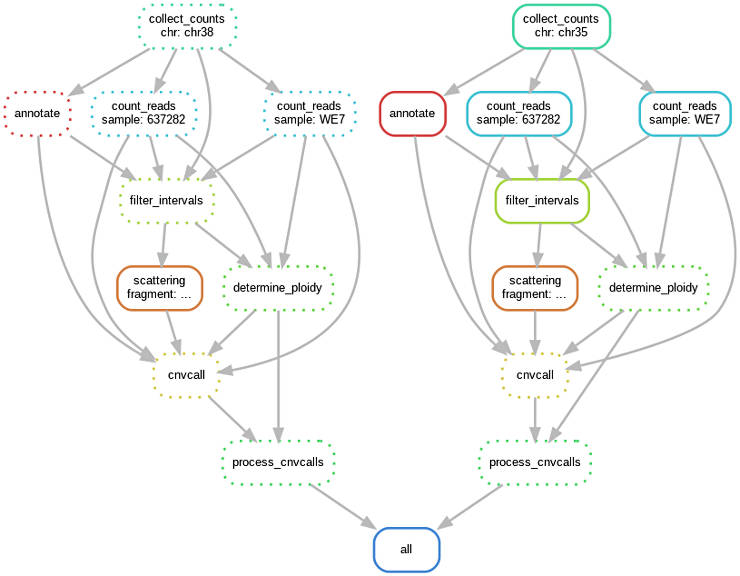 collect_counts
chr: chr38
collect_counts
chr: chr35
annotate
count_reads
sample: 637282
count_reads
sample: WE7
annotate
count_reads
sample: 637282
count_reads
sample: WE7
filter_intervals
filter_intervals
scattering
fragment: ...
determine_ploidy
scattering
fragment: ...
determine_ploidy
cnvcall
cnvcall
process_cnvcalls
process_cnvcalls
all